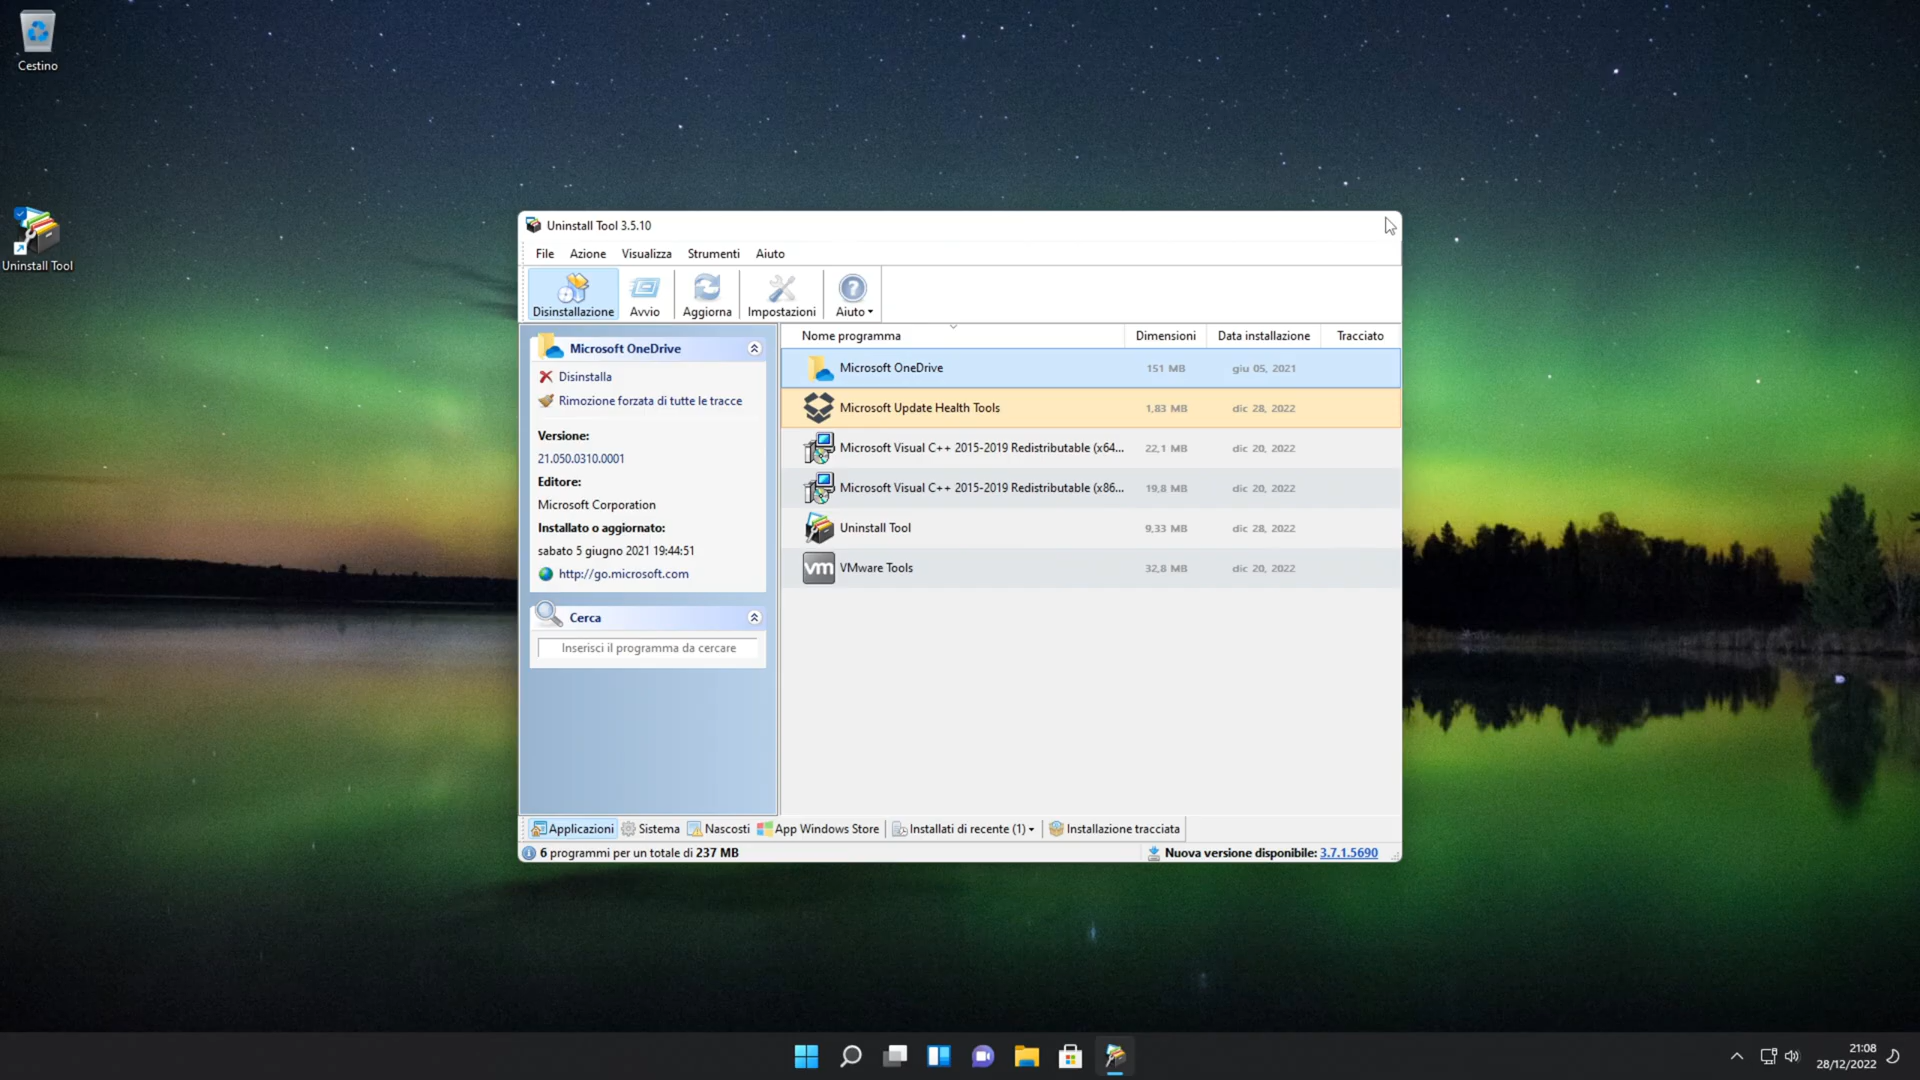 Cestino
Uninstall Tool
Uninstall Tool 3.5.10
File Azione Visualizza Strumenti Aiuto
Disinstallazione Avvio Aggiorna Impostazioni Aiuto
Microsoft OneDrive
Disinstalla
Rimozione forzata di tutte le tracce
Versione:
21.050.0310.0001
Editore:
Microsoft Corporation
Installato o aggiornato:
sabato 5 giugno 2021 19:44:51
http://go.microsoft.com
Cerca
Inserisci il programma da cercare
Nome programma Dimensioni Data installazione Tracciato
Microsoft OneDrive 151 MB giu 05, 2021
Microsoft Update Health Tools 1,83 MB dic 28, 2022
Microsoft Visual C++ 2015-2019 Redistributable (x64... 22,1 MB dic 20, 2022
Microsoft Visual C++ 2015-2019 Redistributable (x86... 19,8 MB dic 20, 2022
Uninstall Tool 9,33 MB dic 28, 2022
vm VMware Tools 32,8 MB dic 20, 2022
Applicazioni Sistema Nascosti App Windows Store Installati di recente (1) Installazione tracciata
6 programmi per un totale di 237 MB Nuova versione disponibile: 3.7.1.5690
21:08
28/12/2022